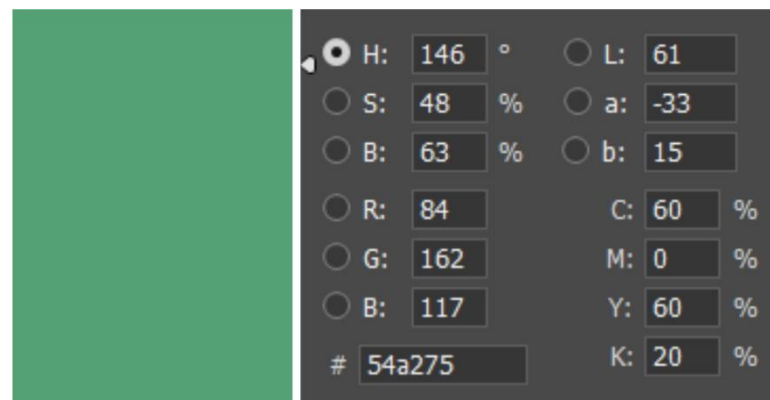 H: 146 ° L: 61
S: 48 % a: -33
B: 63 % b: 15
R: 84 C: 60 %
G: 162 M: 0 %
B: 117 Y: 60 %
# 54a275 K: 20 %